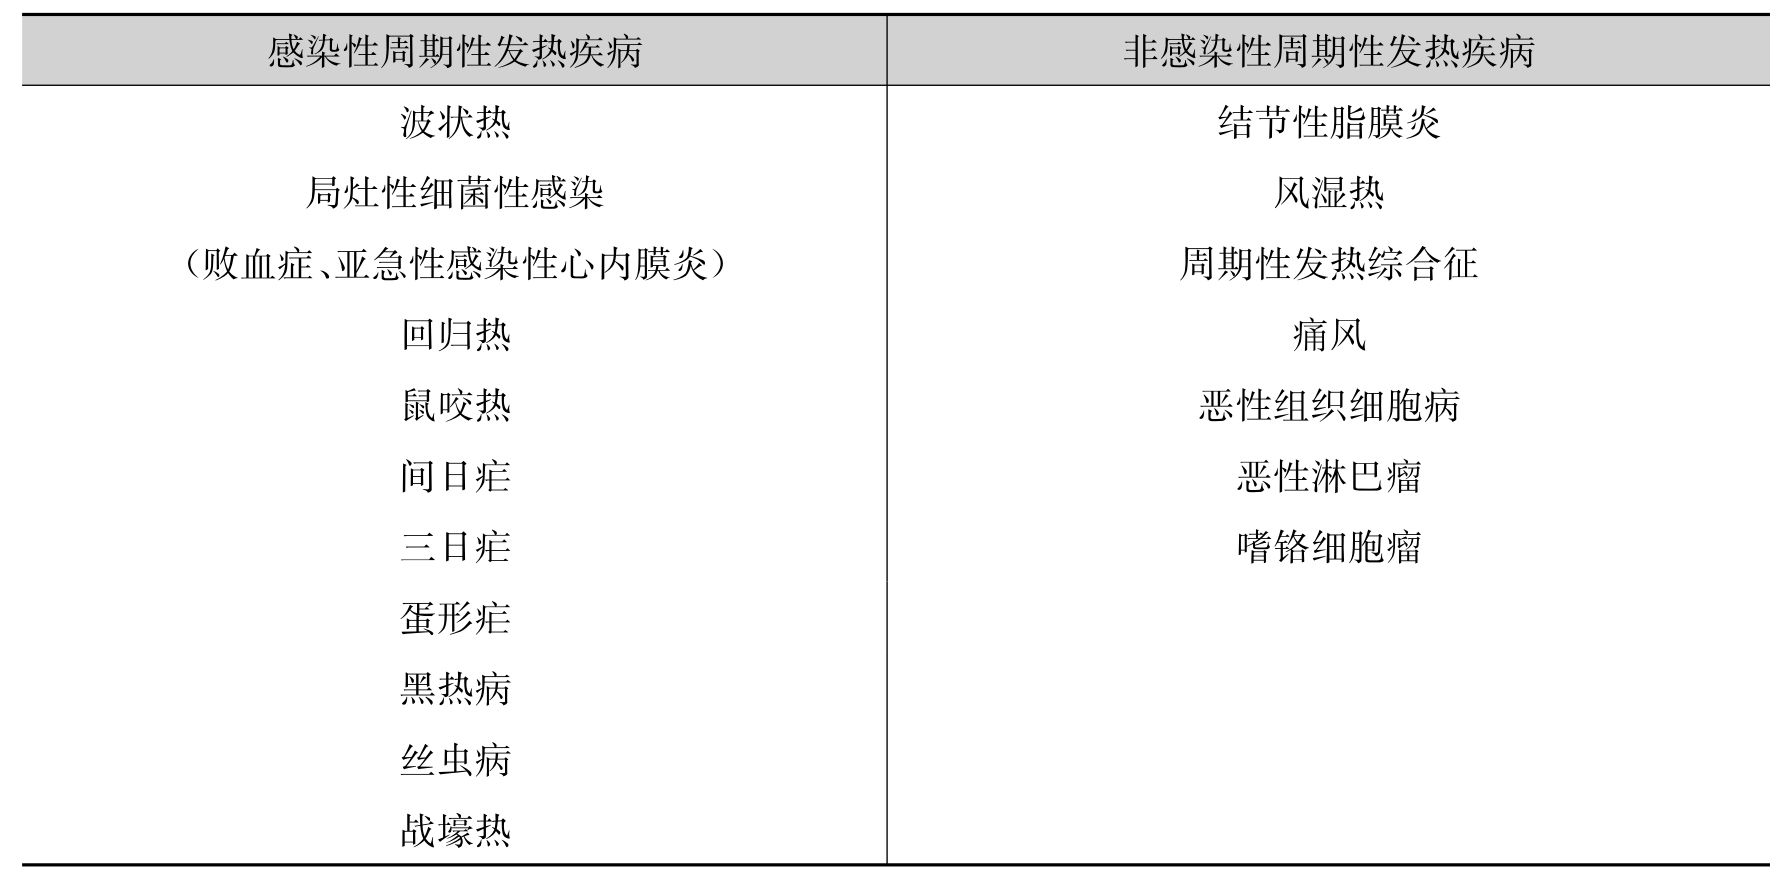 感染性周期性发热疾病 非感染性周期性发热疾病
波状热 结节性脂膜炎
局灶性细菌性感染 风湿热
（败血症、亚急性感染性心内膜炎） 周期性发热综合征
回归热 痛风
鼠咬热 恶性组织细胞病
间日疟 恶性淋巴瘤
三日疟 嗜铬细胞瘤
蛋形疟
黑热病
丝虫病
战壕热